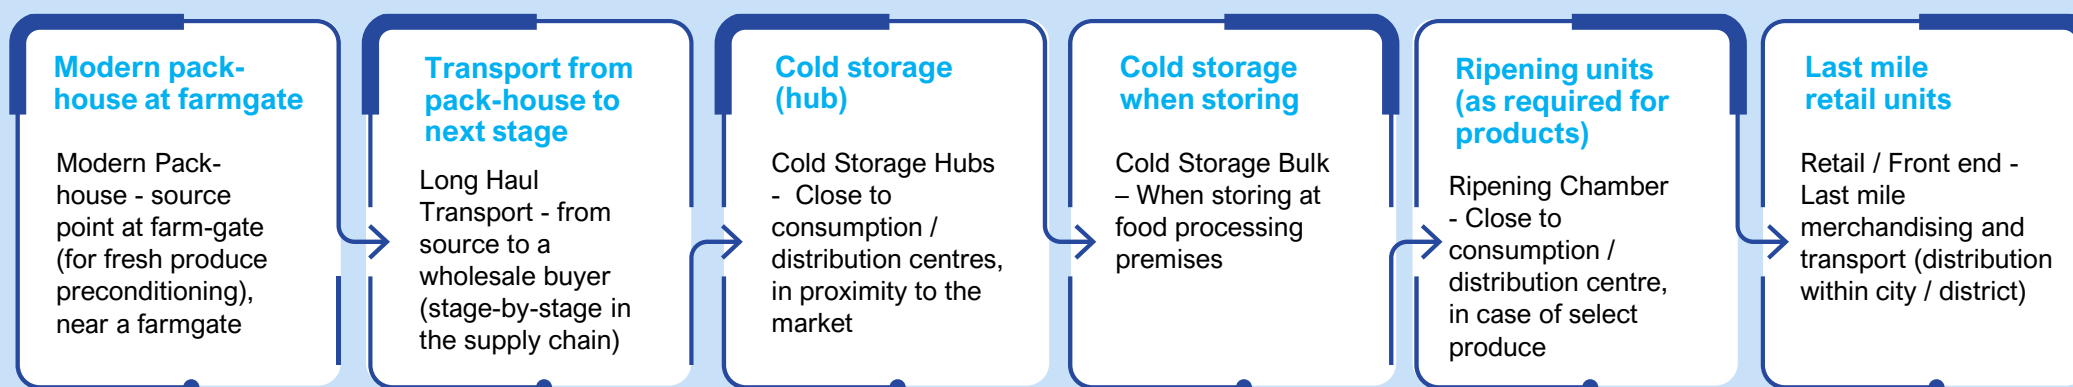 Modern pack-
house at farmgate
Modern Pack-
house - source
point at farm-gate
(for fresh produce
preconditioning),
near a farmgate
Transport from
pack-house to
next stage
Long Haul
Transport - from
source to a
wholesale buyer
(stage-by-stage in
the supply chain)
Cold storage
(hub)
Cold Storage Hubs
- Close to
consumption /
distribution centres,
in proximity to the
market
Cold storage
when storing
Cold Storage Bulk
– When storing at
food processing
premises
Ripening units
(as required for
products)
Ripening Chamber
- Close to
consumption /
distribution centre,
in case of select
produce
Last mile
retail units
Retail / Front end -
Last mile
merchandising and
transport (distribution
within city / district)